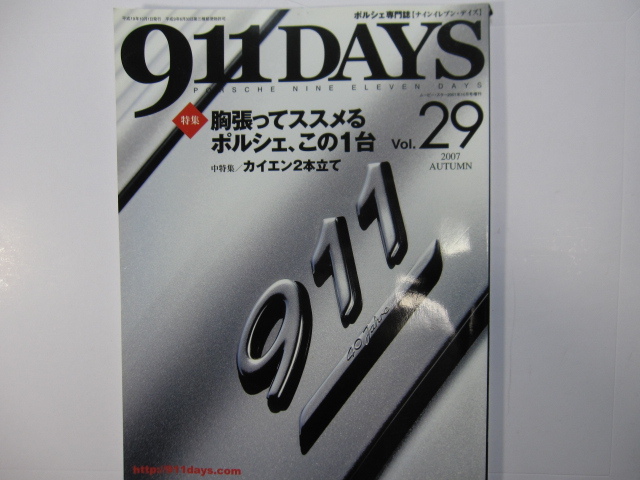 ポルシェ専門誌【ナインイレブン・デイズ】
911DAYS
PORSCHE NINE ELEVEN DAYS
特集
胸張ってススメる
ポルシェ、この1台
Vol. 29
2007
AUTUMN
中特集／カイエン2本立て
911
40 Jahre
http://911days.com